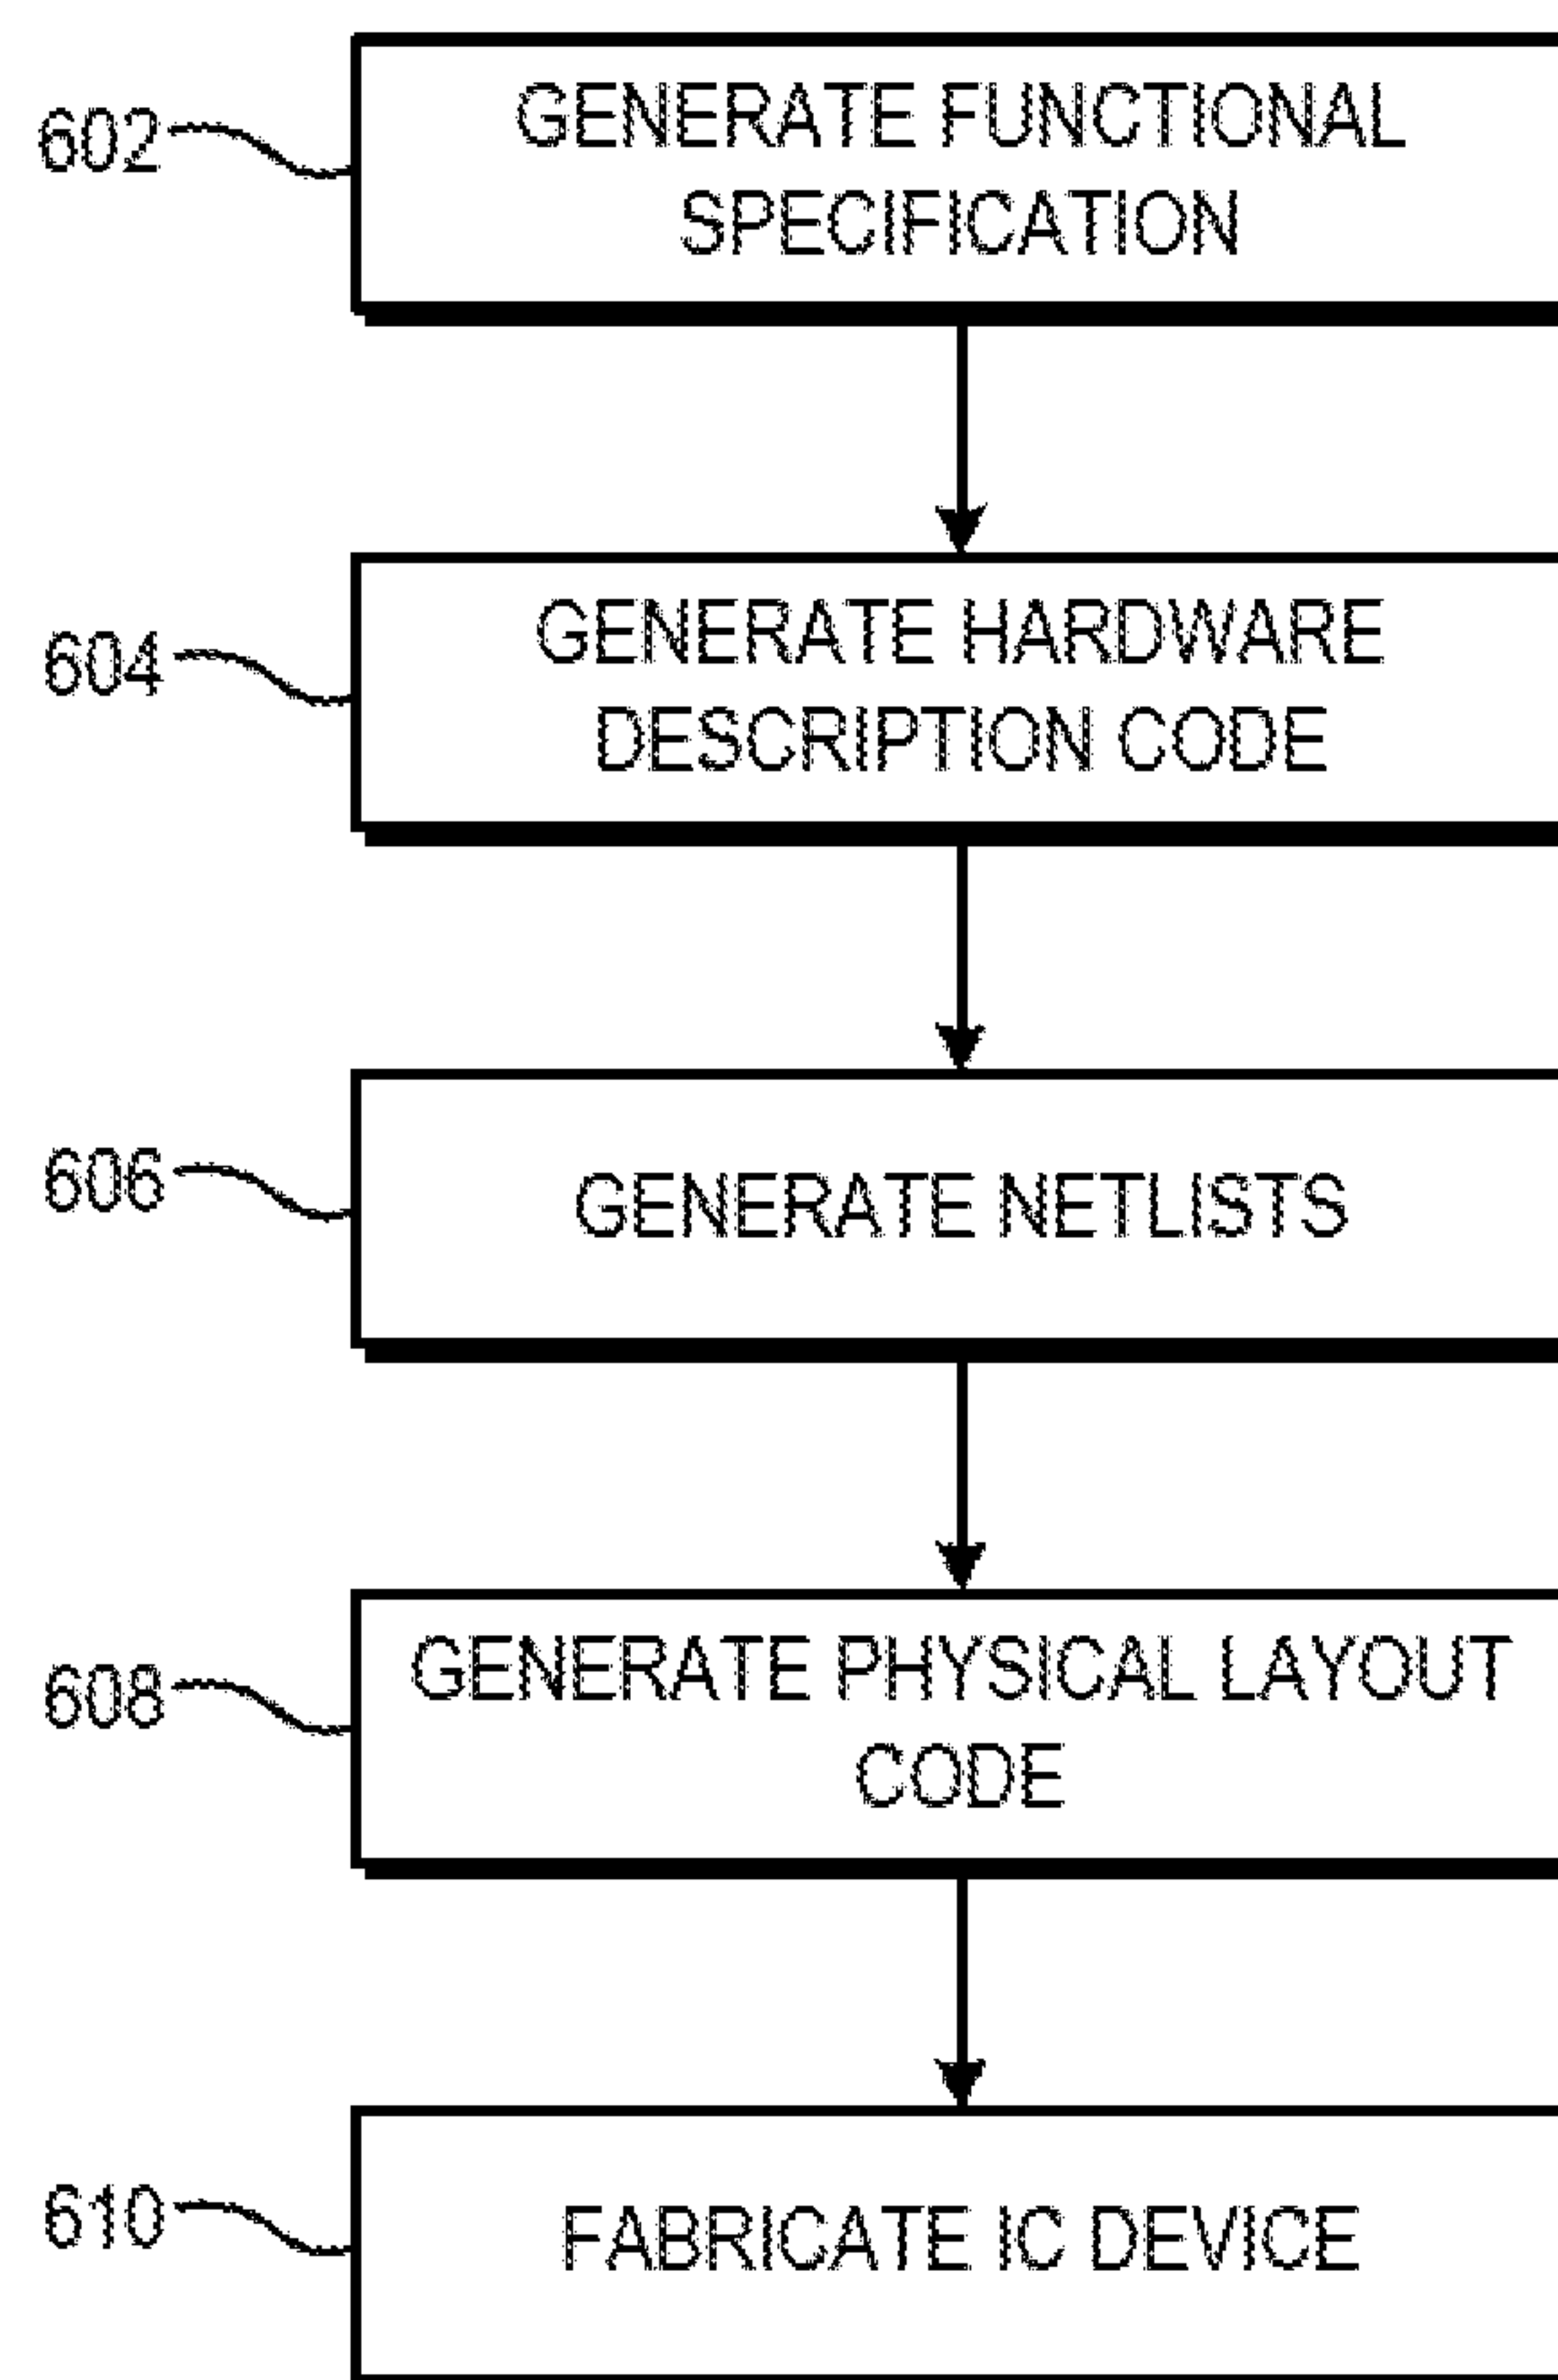 602
GENERATE FUNCTIONAL
SPECIFICATION
604
GENERATE HARDWARE
DESCRIPTION CODE
606
GENERATE NETLISTS
608
GENERATE PHYSICAL LAYOUT
CODE
610
FABRICATE IC DEVICE